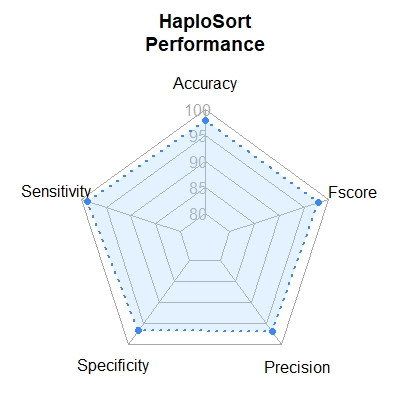 HaploSort
Performance
Accuracy
100
95
90
85
80
Sensitivity
Fscore
Specificity
Precision